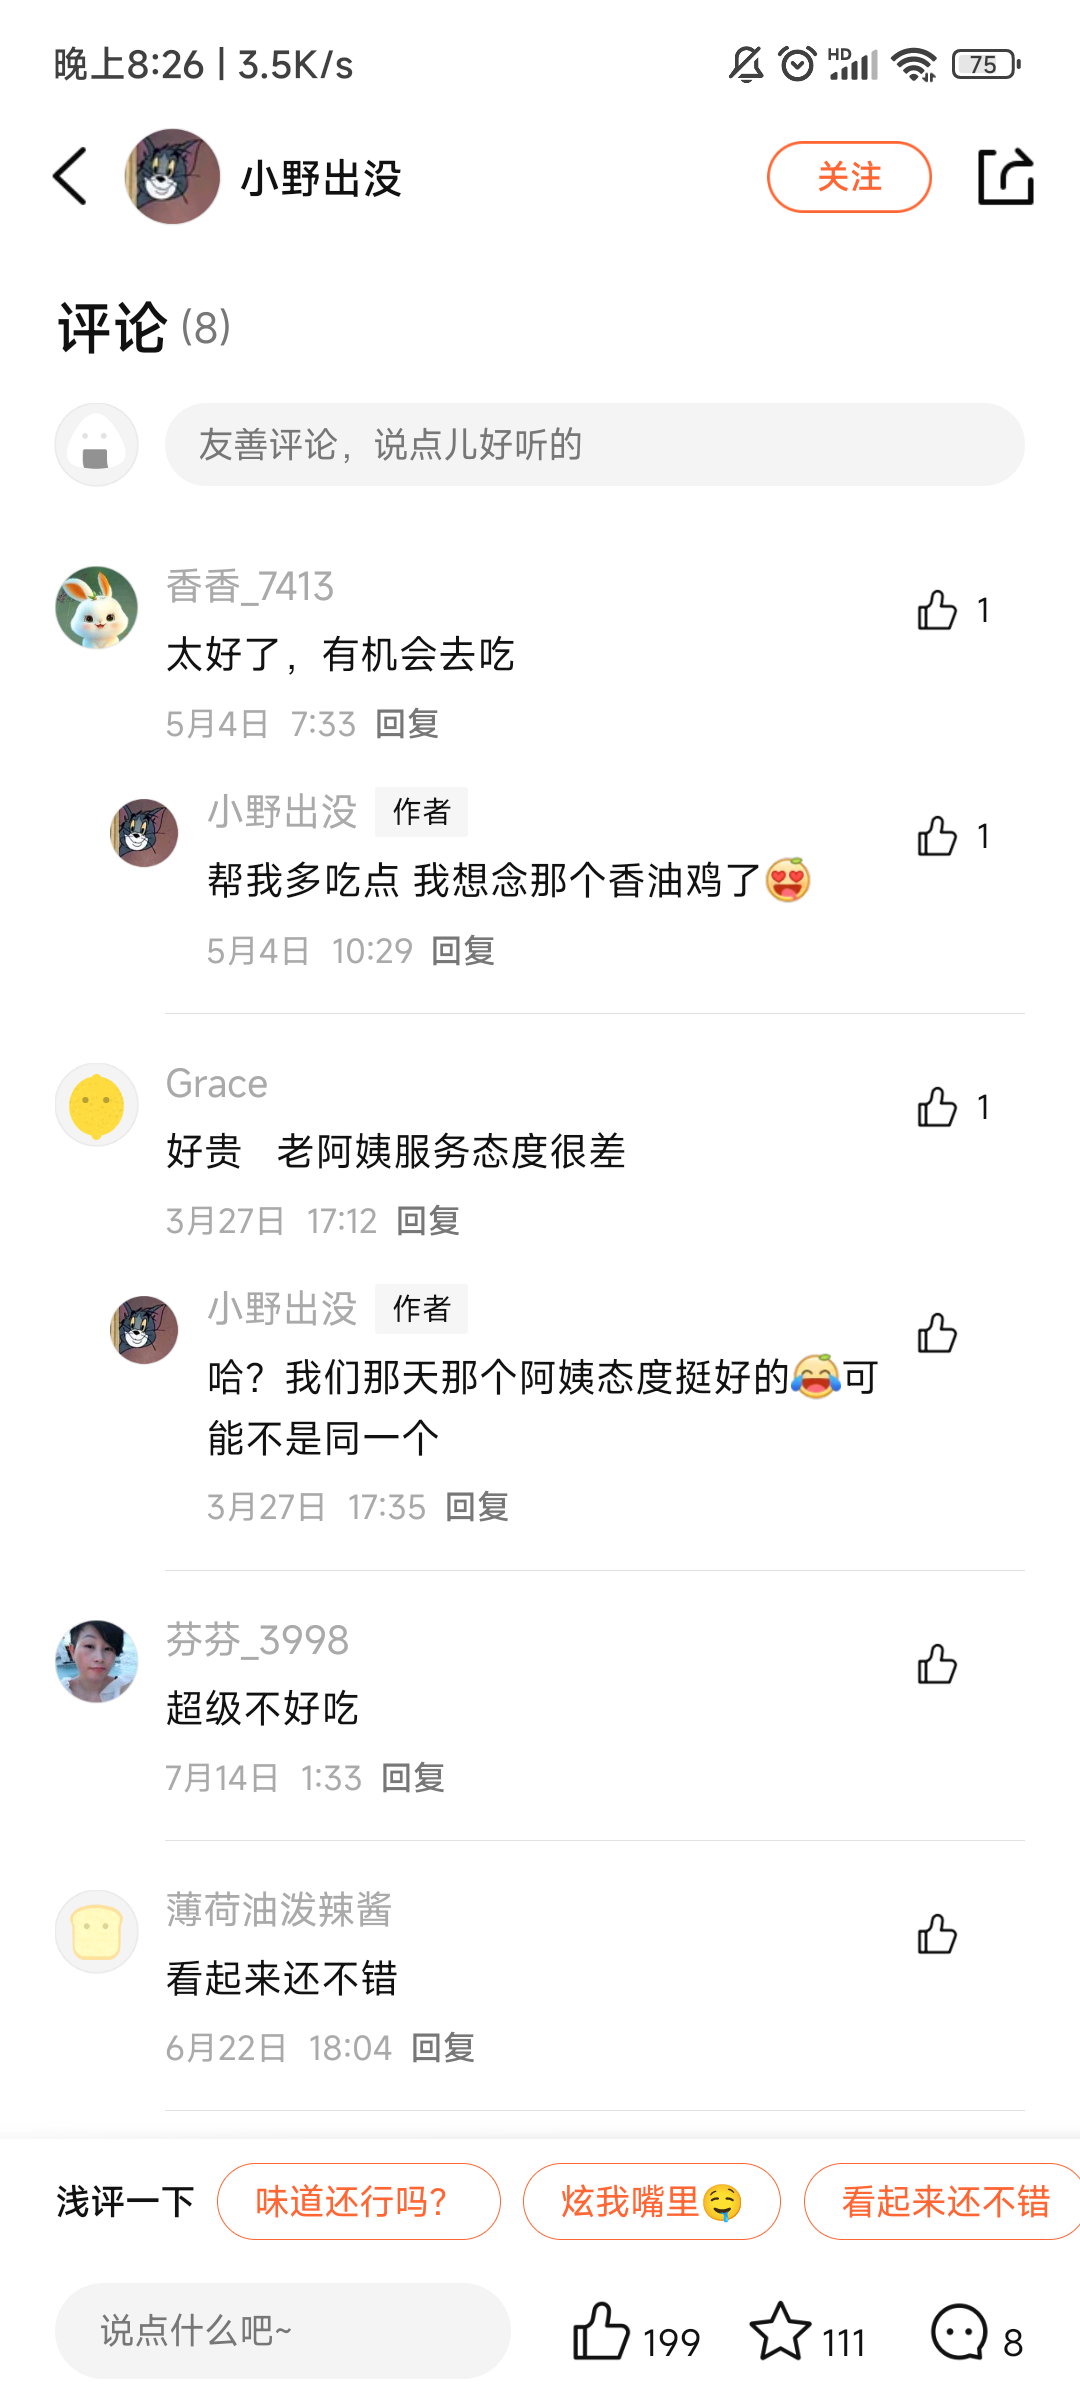 晚上8:26 | 3.5K/s
HD
75
小野出没
关注
评论 (8)
友善评论，说点儿好听的
香香_7413
1
太好了，有机会去吃
5月4日 7:33 回复
小野出没 作者
1
帮我多吃点 我想念那个香油鸡了😍
5月4日 10:29 回复
Grace
1
好贵 老阿姨服务态度很差
3月27日 17:12 回复
小野出没 作者
哈？我们那天那个阿姨态度挺好的😂可
能不是同一个
3月27日 17:35 回复
芬芬_3998
超级不好吃
7月14日 1:33 回复
薄荷油泼辣酱
看起来还不错
6月22日 18:04 回复
浅评一下 味道还行吗？ 炫我嘴里🤤 看起来还不错
说点什么吧~ 199 111 8